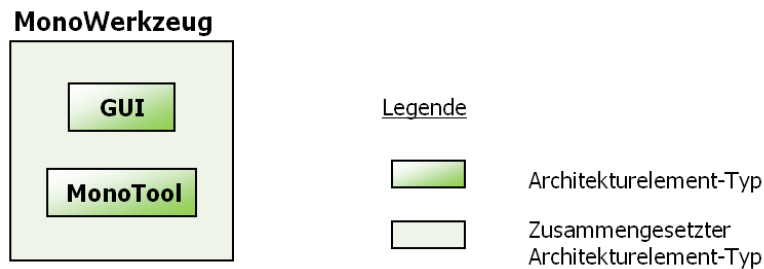 MonoWerkzeug
GUI
MonoTool
Legende
Architekturelement-Typ
Zusammengesetzter
Architekturelement-Typ